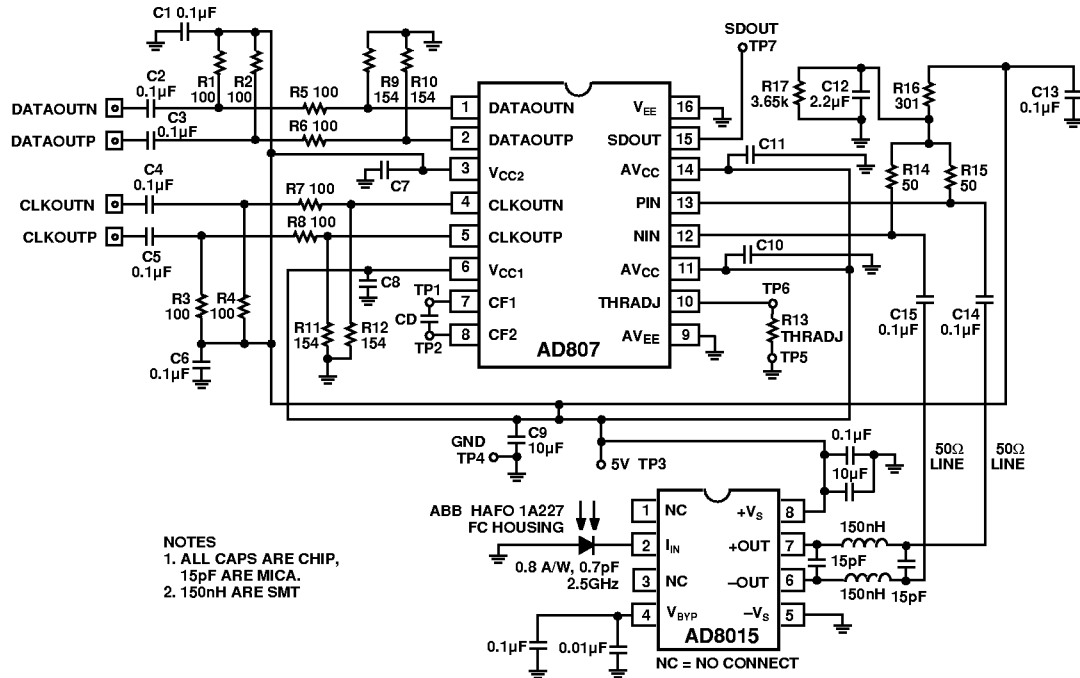 C1 0.1µF
C2
0.1µF
C3
0.1µF
R1
100
R2
100
R5 100
R6 100
R9
154
R10
154
DATAOUTN
DATAOUTP
C4
0.1µF
CLKOUTN
CLKOUTP
C5
0.1µF
R7 100
R8 100
C7
C8
R3
100
R4
100
C6
0.1µF
R11
154
R12
154
TP1
CD
TP2
1 DATAOUTN
2 DATAOUTP
3 VCC2
4 CLKOUTN
5 CLKOUTP
6 VCC1
7 CF1
8 CF2
VEE 16
SDOUT 15
AVCC 14
PIN 13
NIN 12
AVCC 11
THRADJ 10
AVEE 9
AD807
SDOUT
TP7
C11
C10
TP6
R13
THRADJ
TP5
R17
3.65k
C12
2.2µF
R16
301
C13
0.1µF
R14
50
R15
50
C15
0.1µF
C14
0.1µF
GND
TP4
C9
10µF
5V TP3
0.1µF
10µF
50Ω
LINE
50Ω
LINE
ABB HAFO 1A227
FC HOUSING
0.8 A/W, 0.7pF
2.5GHz
1 NC
2 IIN
3 NC
4 VBYP
+VS 8
+OUT 7
–OUT 6
–VS 5
AD8015
NC = NO CONNECT
150nH
15pF
150nH
15pF
0.1µF
0.01µF
NOTES
1. ALL CAPS ARE CHIP,
15pF ARE MICA.
2. 150nH ARE SMT